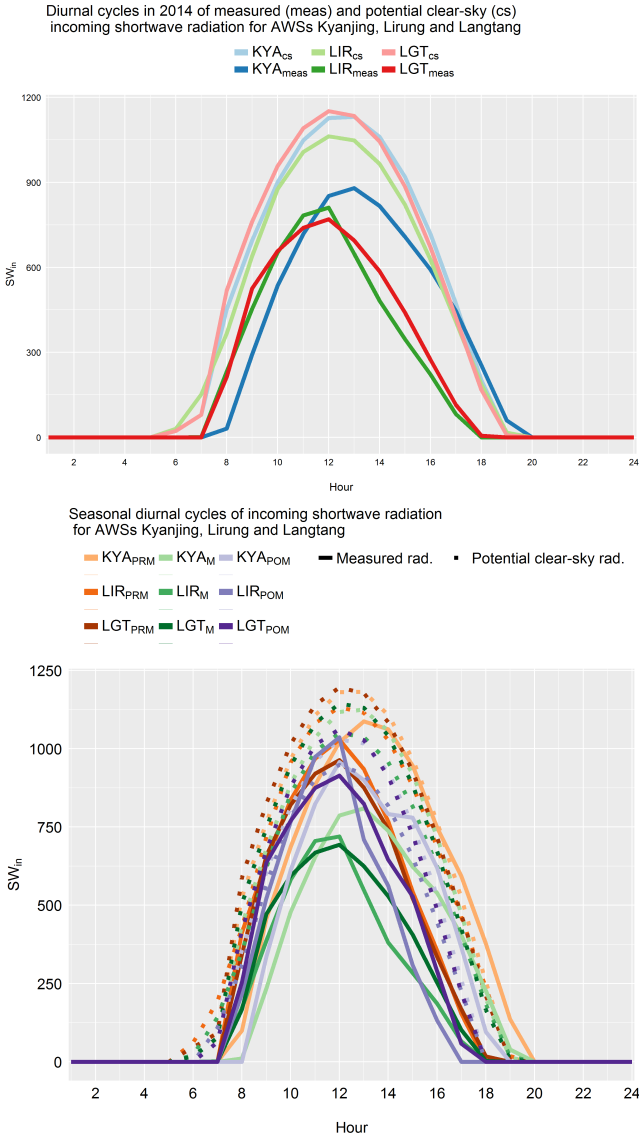 Diurnal cycles in 2014 of measured (meas) and potential clear-sky (cs)
incoming shortwave radiation for AWSs Kyanjing, Lirung and Langtang
KYAcs LIRcs LGTcs
KYAmeas LIRmeas LGTmeas
1200
900
600
300
0
SWin
2 4 6 8 10 12 14 16 18 20 22 24
Hour
Seasonal diurnal cycles of incoming shortwave radiation
for AWSs Kyanjing, Lirung and Langtang
KYAPRM KYAM KYAPOM Measured rad. Potential clear-sky rad.
LIRPRM LIRM LIRPOM
LGTPRM LGTM LGTPOM
1250
1000
750
500
250
0
SWin
2 4 6 8 10 12 14 16 18 20 22 24
Hour